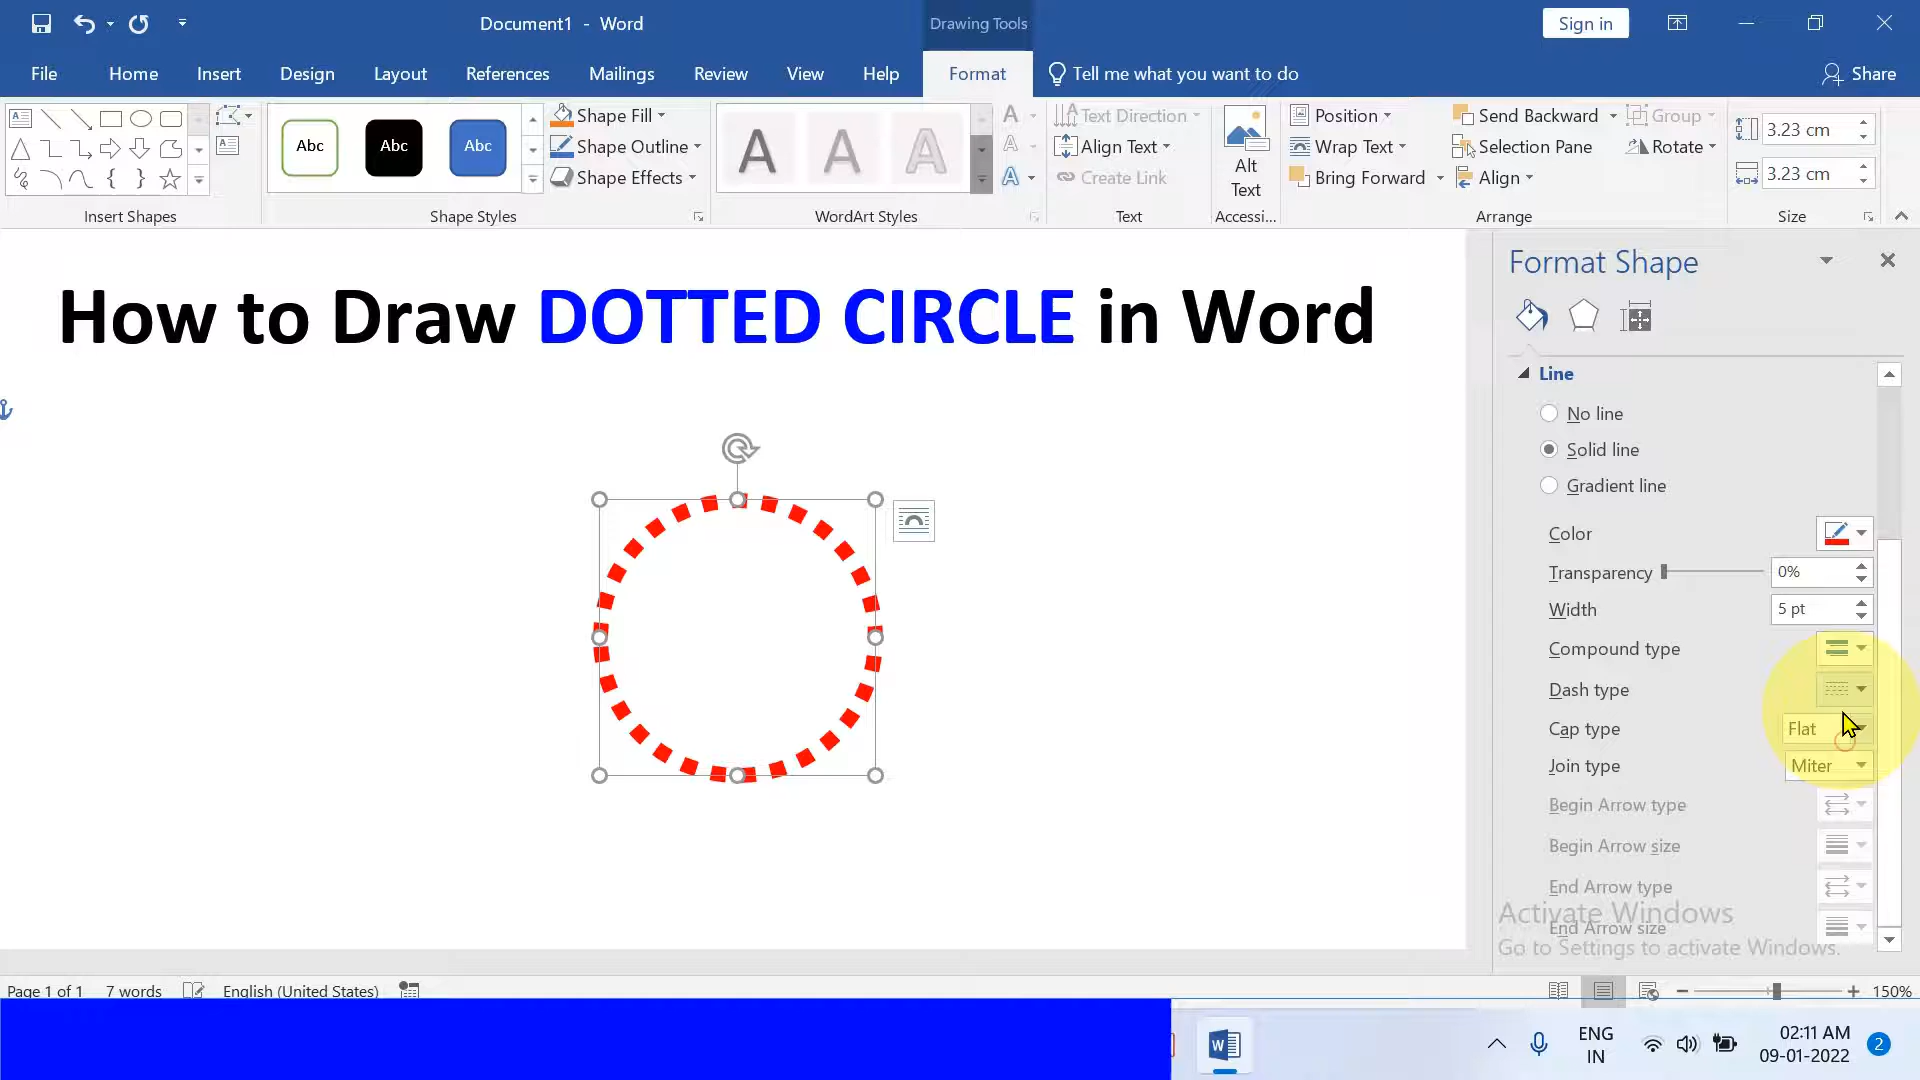 Document1 - Word
Drawing Tools
Sign in
File
Home
Insert
Design
Layout
References
Mailings
Review
View
Help
Format
Tell me what you want to do
Share
Abc
Abc
Abc
Shape Fill
Shape Outline
Shape Effects
A
A
A
A
A
A
Text Direction
Align Text
Create Link
Alt
Text
Position
Wrap Text
Bring Forward
Send Backward
Selection Pane
Align
Group
Rotate
3.23 cm
3.23 cm
Insert Shapes
Shape Styles
WordArt Styles
Text
Accessi...
Arrange
Size
How to Draw DOTTED CIRCLE in Word
Format Shape
Line
No line
Solid line
Gradient line
Color
Transparency
0%
Width
5 pt
Compound type
Dash type
Cap type
Flat
Join type
Miter
Begin Arrow type
Begin Arrow size
End Arrow type
End Arrow size
Activate Windows
Go to Settings to activate Windows.
Page 1 of 1
7 words
English (United States)
150%
W
ENG
IN
02:11 AM
09-01-2022
2